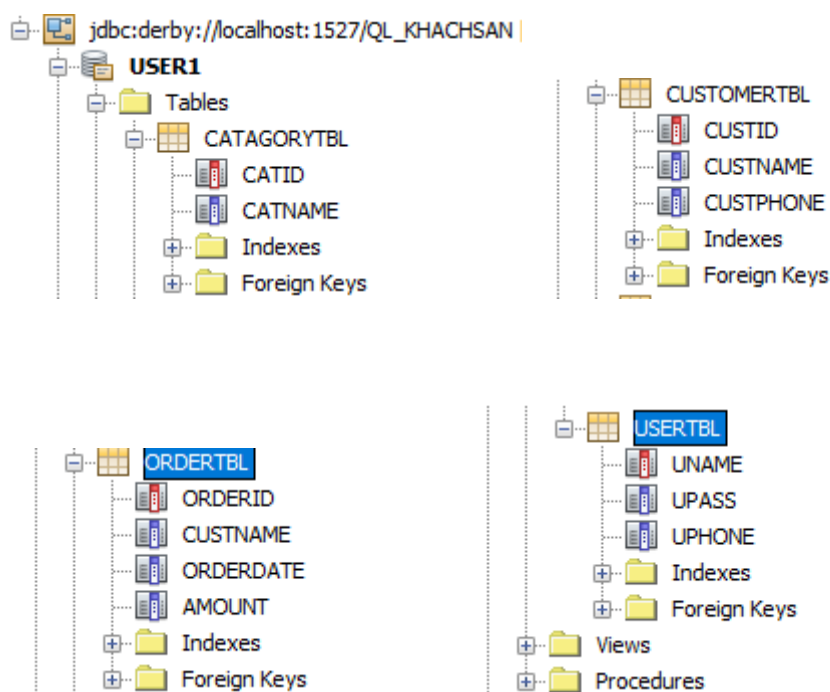 jdbc:derby://localhost:1527/QL_KHACHSAN
USER1
Tables
CATAGORYTBL
CATID
CATNAME
Indexes
Foreign Keys
CUSTOMERTBL
CUSTID
CUSTNAME
CUSTPHONE
Indexes
Foreign Keys
ORDERTBL
ORDERID
CUSTNAME
ORDERDATE
AMOUNT
Indexes
Foreign Keys
USERTBL
UNAME
UPASS
UPHONE
Indexes
Foreign Keys
Views
Procedures